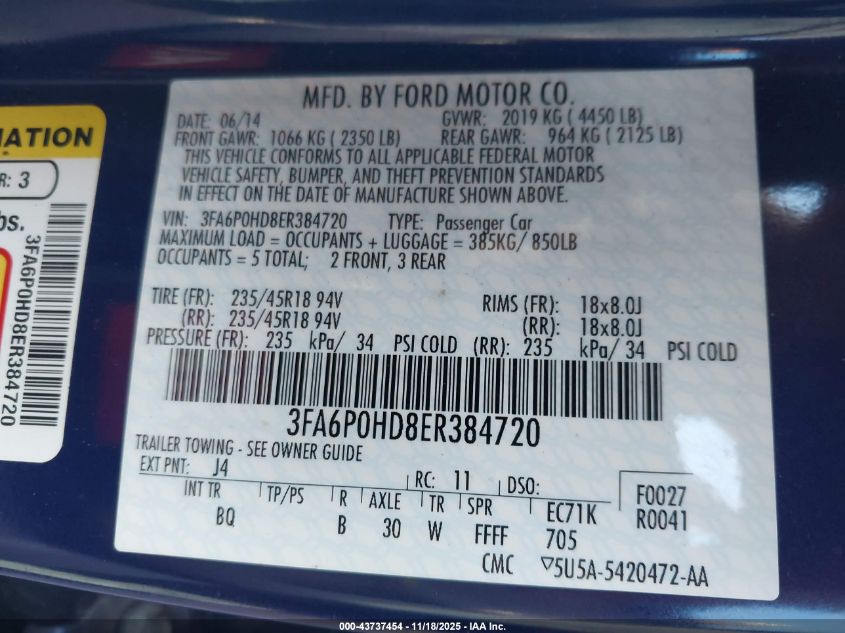 MATION
R: 3
bs.
3FA6P0HD8ER384720
MFD. BY FORD MOTOR CO.
DATE: 06/14 GVWR: 2019 KG ( 4450 LB)
FRONT GAWR: 1066 KG ( 2350 LB) REAR GAWR: 964 KG ( 2125 LB)
THIS VEHICLE CONFORMS TO ALL APPLICABLE FEDERAL MOTOR
VEHICLE SAFETY, BUMPER, AND THEFT PREVENTION STANDARDS
IN EFFECT ON THE DATE OF MANUFACTURE SHOWN ABOVE.
VIN: 3FA6P0HD8ER384720 TYPE: Passenger Car
MAXIMUM LOAD = OCCUPANTS + LUGGAGE = 385KG/ 850LB
OCCUPANTS = 5 TOTAL; 2 FRONT, 3 REAR
TIRE (FR): 235/45R18 94V RIMS (FR): 18x8.0J
(RR): 235/45R18 94V (RR): 18x8.0J
PRESSURE (FR): 235 kPa/ 34 PSI COLD (RR): 235 kPa/ 34 PSI COLD
3FA6P0HD8ER384720
TRAILER TOWING - SEE OWNER GUIDE
EXT PNT: J4 RC: 11 DSO: F0027
INT TR TP/PS R AXLE TR SPR EC71K R0041
BQ B 30 W FFFF 705
CMC ▽5U5A-5420472-AA
000-43737454 - 11/18/2025 - IAA Inc.